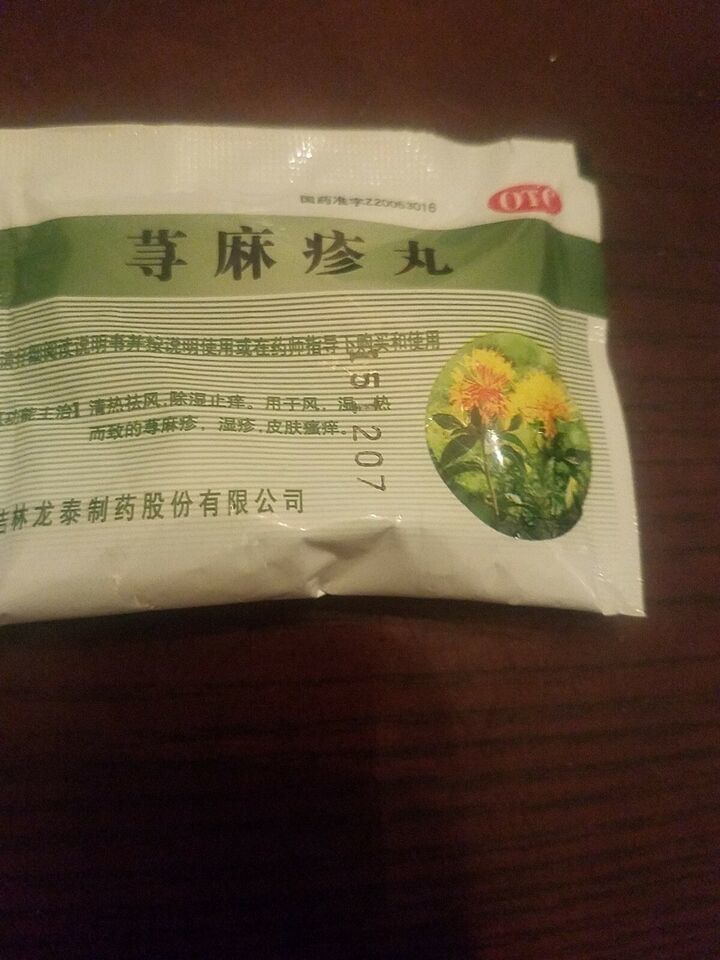 国药准字Z20063016
OTC
荨麻疹丸
请仔细阅读说明书并按说明使用或在药师指导下购买和使用
【功能主治】清热祛风,除湿止痒。用于风、湿、热
而致的荨麻疹,湿疹,皮肤瘙痒。
207
吉林龙泰制药股份有限公司